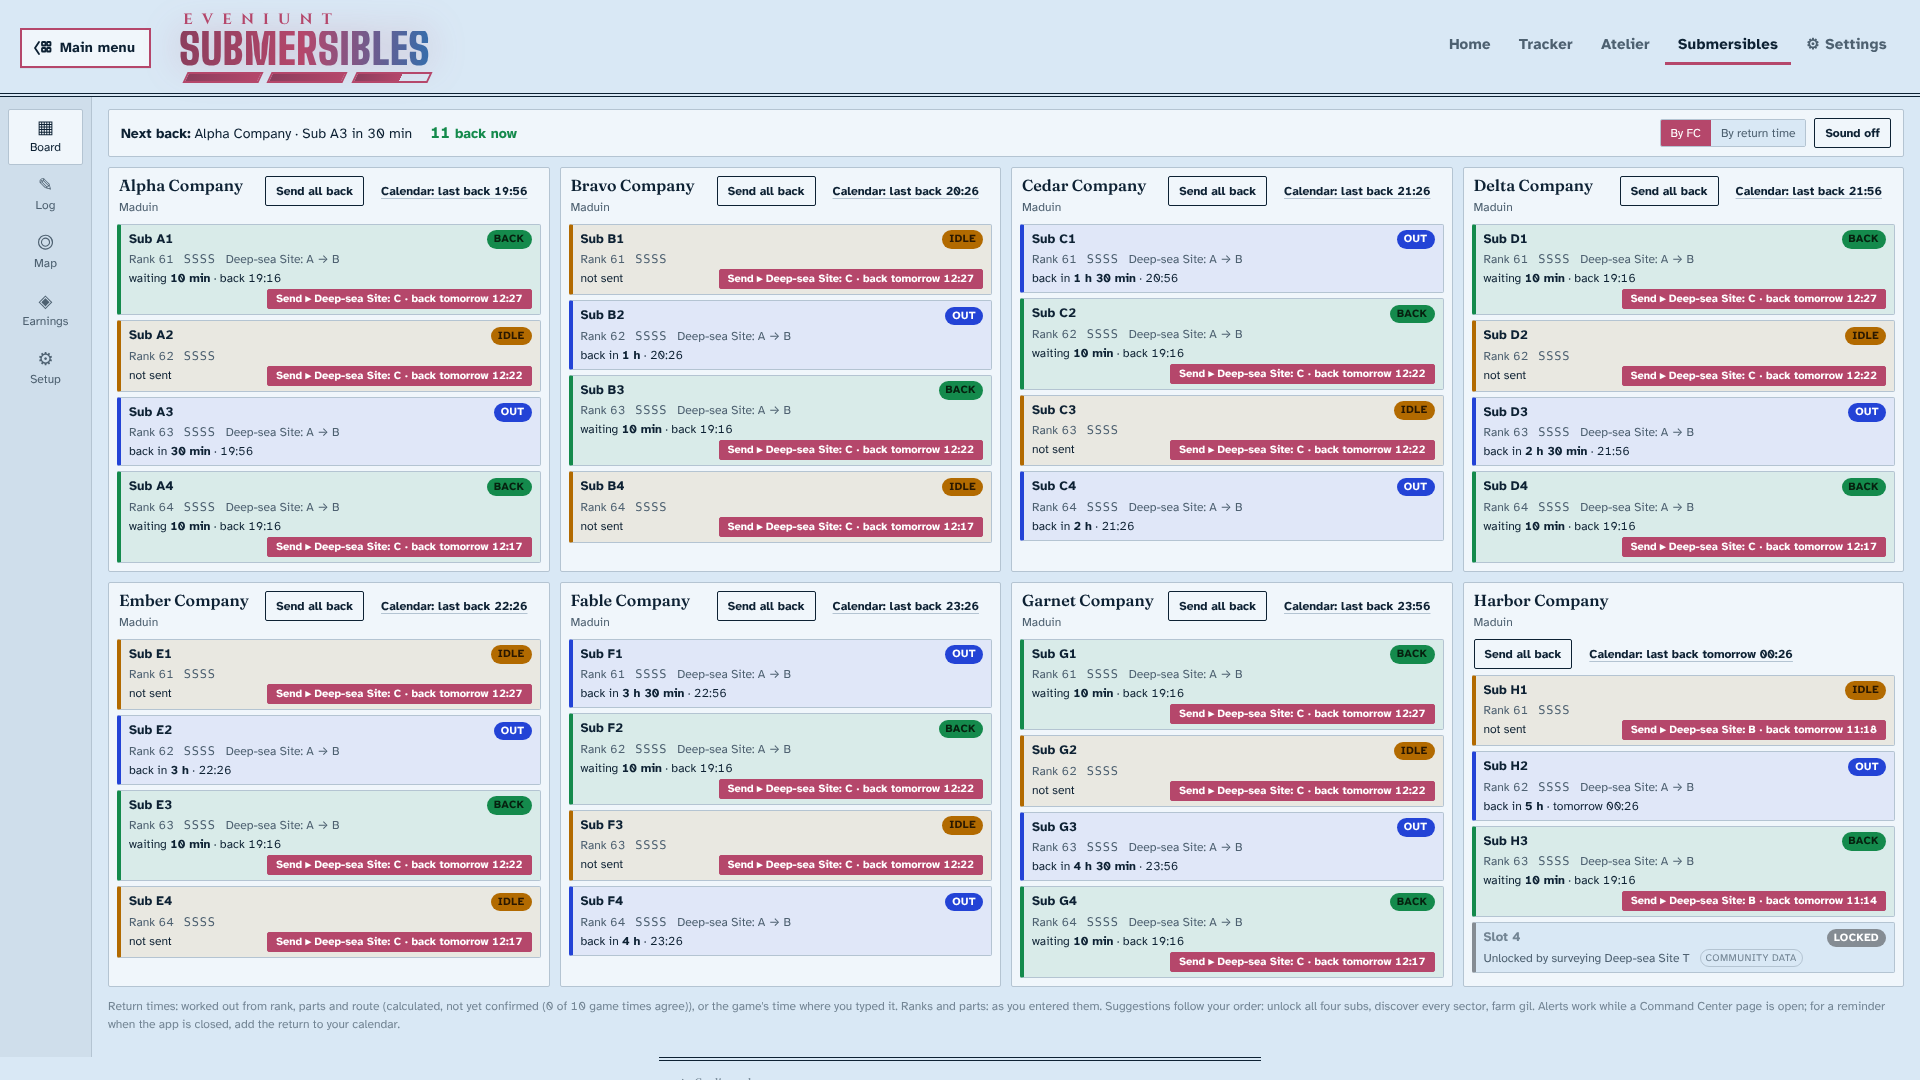 Main menu
EVENIUNT
SUBMERSIBLES
Home
Tracker
Atelier
Submersibles
⚙ Settings
Board
Log
Map
Earnings
Setup
Next back: Alpha Company · Sub A3 in 30 min
11 back now
By FC
By return time
Sound off
Alpha Company
Maduin
Send all back
Calendar: last back 19:56
Sub A1
BACK
Rank 61 SSSS Deep-sea Site: A → B
waiting 10 min · back 19:16
Send ▸ Deep-sea Site: C · back tomorrow 12:27
Sub A2
IDLE
Rank 62 SSSS
not sent
Send ▸ Deep-sea Site: C · back tomorrow 12:22
Sub A3
OUT
Rank 63 SSSS Deep-sea Site: A → B
back in 30 min · 19:56
Sub A4
BACK
Rank 64 SSSS Deep-sea Site: A → B
waiting 10 min · back 19:16
Send ▸ Deep-sea Site: C · back tomorrow 12:17
Bravo Company
Maduin
Send all back
Calendar: last back 20:26
Sub B1
IDLE
Rank 61 SSSS
not sent
Send ▸ Deep-sea Site: C · back tomorrow 12:27
Sub B2
OUT
Rank 62 SSSS Deep-sea Site: A → B
back in 1 h · 20:26
Sub B3
BACK
Rank 63 SSSS Deep-sea Site: A → B
waiting 10 min · back 19:16
Send ▸ Deep-sea Site: C · back tomorrow 12:22
Sub B4
IDLE
Rank 64 SSSS
not sent
Send ▸ Deep-sea Site: C · back tomorrow 12:17
Cedar Company
Maduin
Send all back
Calendar: last back 21:26
Sub C1
OUT
Rank 61 SSSS Deep-sea Site: A → B
back in 1 h 30 min · 20:56
Sub C2
BACK
Rank 62 SSSS Deep-sea Site: A → B
waiting 10 min · back 19:16
Send ▸ Deep-sea Site: C · back tomorrow 12:22
Sub C3
IDLE
Rank 63 SSSS
not sent
Send ▸ Deep-sea Site: C · back tomorrow 12:22
Sub C4
OUT
Rank 64 SSSS Deep-sea Site: A → B
back in 2 h · 21:26
Delta Company
Maduin
Send all back
Calendar: last back 21:56
Sub D1
BACK
Rank 61 SSSS Deep-sea Site: A → B
waiting 10 min · back 19:16
Send ▸ Deep-sea Site: C · back tomorrow 12:27
Sub D2
IDLE
Rank 62 SSSS
not sent
Send ▸ Deep-sea Site: C · back tomorrow 12:22
Sub D3
OUT
Rank 63 SSSS Deep-sea Site: A → B
back in 2 h 30 min · 21:56
Sub D4
BACK
Rank 64 SSSS Deep-sea Site: A → B
waiting 10 min · back 19:16
Send ▸ Deep-sea Site: C · back tomorrow 12:17
Ember Company
Maduin
Send all back
Calendar: last back 22:26
Sub E1
IDLE
Rank 61 SSSS
not sent
Send ▸ Deep-sea Site: C · back tomorrow 12:27
Sub E2
OUT
Rank 62 SSSS Deep-sea Site: A → B
back in 3 h · 22:26
Sub E3
BACK
Rank 63 SSSS Deep-sea Site: A → B
waiting 10 min · back 19:16
Send ▸ Deep-sea Site: C · back tomorrow 12:22
Sub E4
IDLE
Rank 64 SSSS
not sent
Send ▸ Deep-sea Site: C · back tomorrow 12:17
Fable Company
Maduin
Send all back
Calendar: last back 23:26
Sub F1
OUT
Rank 61 SSSS Deep-sea Site: A → B
back in 3 h 30 min · 22:56
Sub F2
BACK
Rank 62 SSSS Deep-sea Site: A → B
waiting 10 min · back 19:16
Send ▸ Deep-sea Site: C · back tomorrow 12:22
Sub F3
IDLE
Rank 63 SSSS
not sent
Send ▸ Deep-sea Site: C · back tomorrow 12:22
Sub F4
OUT
Rank 64 SSSS Deep-sea Site: A → B
back in 4 h · 23:26
Garnet Company
Maduin
Send all back
Calendar: last back 23:56
Sub G1
BACK
Rank 61 SSSS Deep-sea Site: A → B
waiting 10 min · back 19:16
Send ▸ Deep-sea Site: C · back tomorrow 12:27
Sub G2
IDLE
Rank 62 SSSS
not sent
Send ▸ Deep-sea Site: C · back tomorrow 12:22
Sub G3
OUT
Rank 63 SSSS Deep-sea Site: A → B
back in 4 h 30 min · 23:56
Sub G4
BACK
Rank 64 SSSS Deep-sea Site: A → B
waiting 10 min · back 19:16
Send ▸ Deep-sea Site: C · back tomorrow 12:17
Harbor Company
Maduin
Send all back
Calendar: last back tomorrow 00:26
Sub H1
IDLE
Rank 61 SSSS
not sent
Send ▸ Deep-sea Site: B · back tomorrow 11:18
Sub H2
OUT
Rank 62 SSSS Deep-sea Site: A → B
back in 5 h · tomorrow 00:26
Sub H3
BACK
Rank 63 SSSS Deep-sea Site: A → B
waiting 10 min · back 19:16
Send ▸ Deep-sea Site: B · back tomorrow 11:14
Slot 4
LOCKED
Unlocked by surveying Deep-sea Site T
COMMUNITY DATA
Return times: worked out from rank, parts and route (calculated, not yet confirmed (0 of 10 game times agree)), or the game's time where you typed it. Ranks and parts: as you entered them. Suggestions follow your order: unlock all four subs, discover every sector, farm gil. Alerts work while a Command Center page is open; for a reminder
when the app is closed, add the return to your calendar.